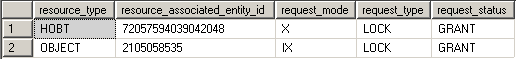 resource_type resource_associated_entity_id request_mode request_type request_status
1 HOBT 72057594039042048 X LOCK GRANT
2 OBJECT 2105058535 IX LOCK GRANT